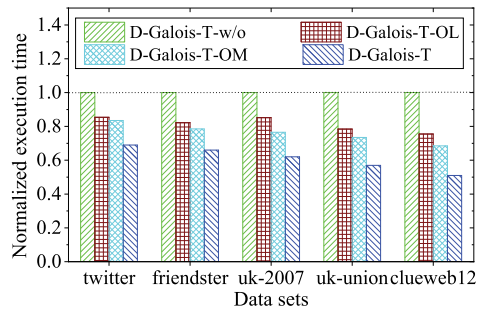 1.4
1.2
1.0
0.8
0.6
0.4
0.2
0.0
Normalized execution time
D-Galois-T-w/o D-Galois-T-OL
D-Galois-T-OM D-Galois-T
twitter friendster uk-2007 uk-union clueweb12
Data sets